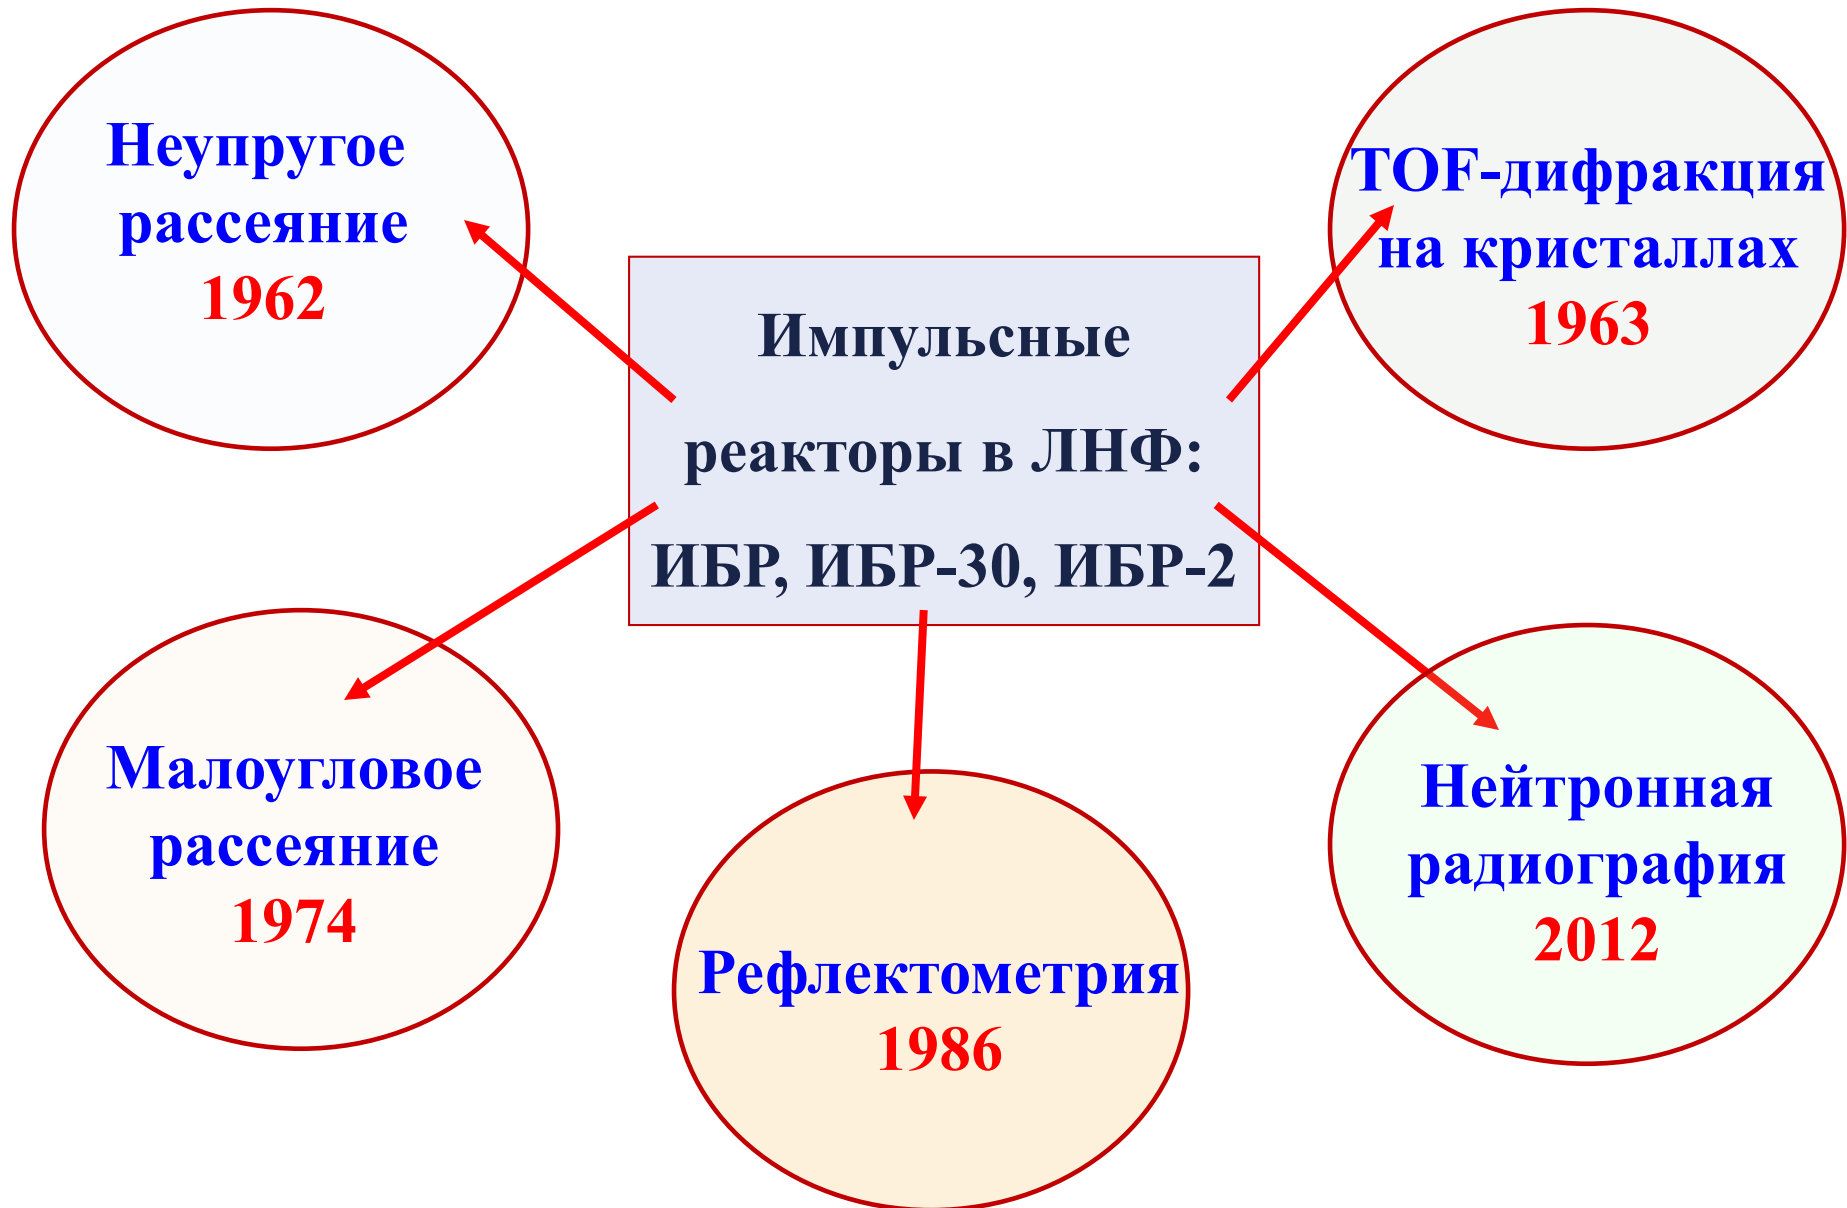 Неупругое
рассеяние
1962
TOF-дифракция
на кристаллах
1963
Импульсные
реакторы в ЛНФ:
ИБР, ИБР-30, ИБР-2
Малоугловое
рассеяние
1974
Рефлектометрия
1986
Нейтронная
радиография
2012